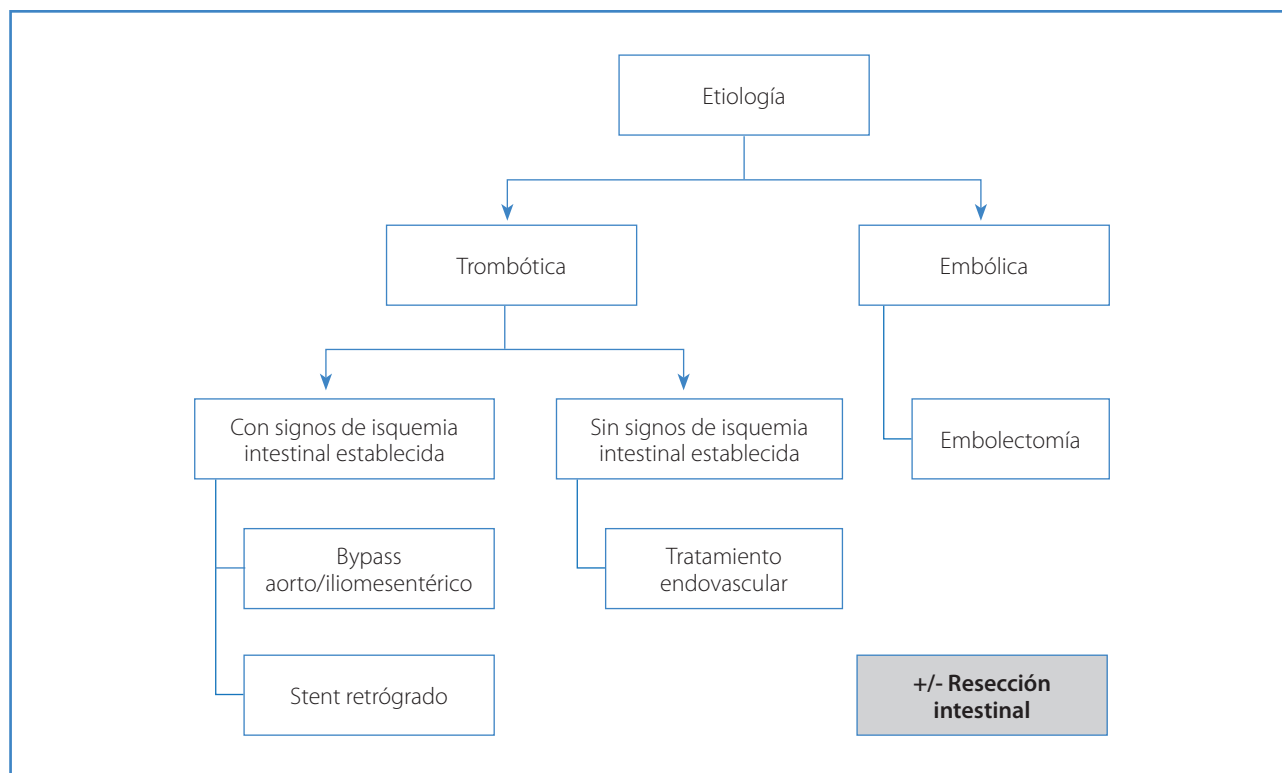 Etiología
Trombótica
Embólica
Con signos de isquemia
intestinal establecida
Sin signos de isquemia
intestinal establecida
Embolectomía
Bypass
aorto/iliomesentérico
Tratamiento
endovascular
Stent retrógrado
+/- Resección
intestinal